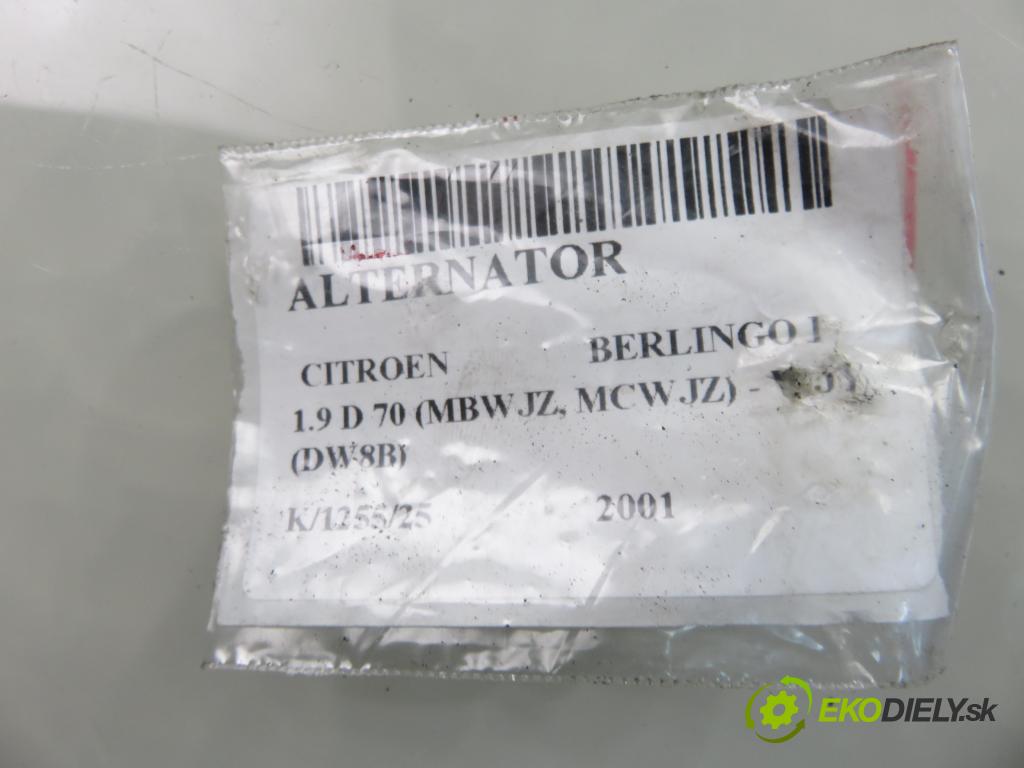 ALTERNATOR
CITROEN BERLINGO I
1.9 D 70 (MBWJZ, MCWJZ) -
(DW8B)
K/1255/25 2001
EKODIELY.sk